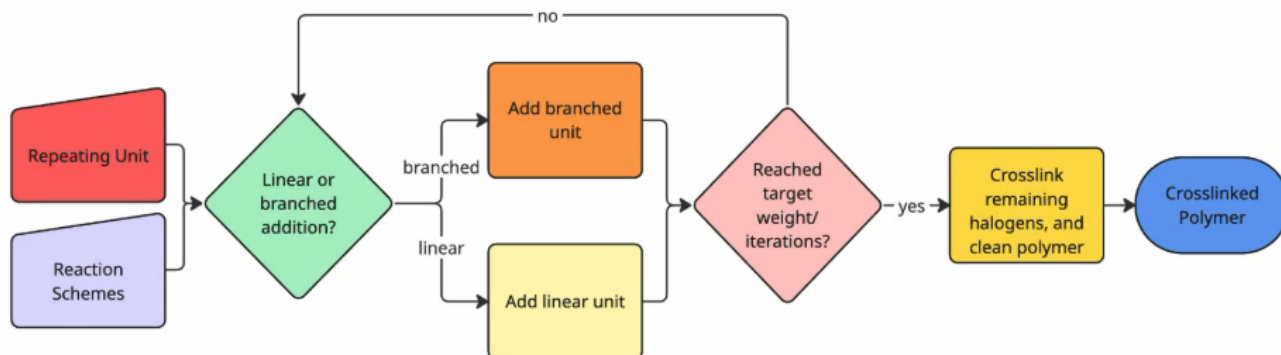 no
Repeating Unit
Reaction
Schemes
Linear or
branched
addition?
branched
linear
Add branched
unit
Add linear unit
Reached
target
weight/
iterations?
yes
Crosslink
remaining
halogens, and
clean polymer
Crosslinked
Polymer